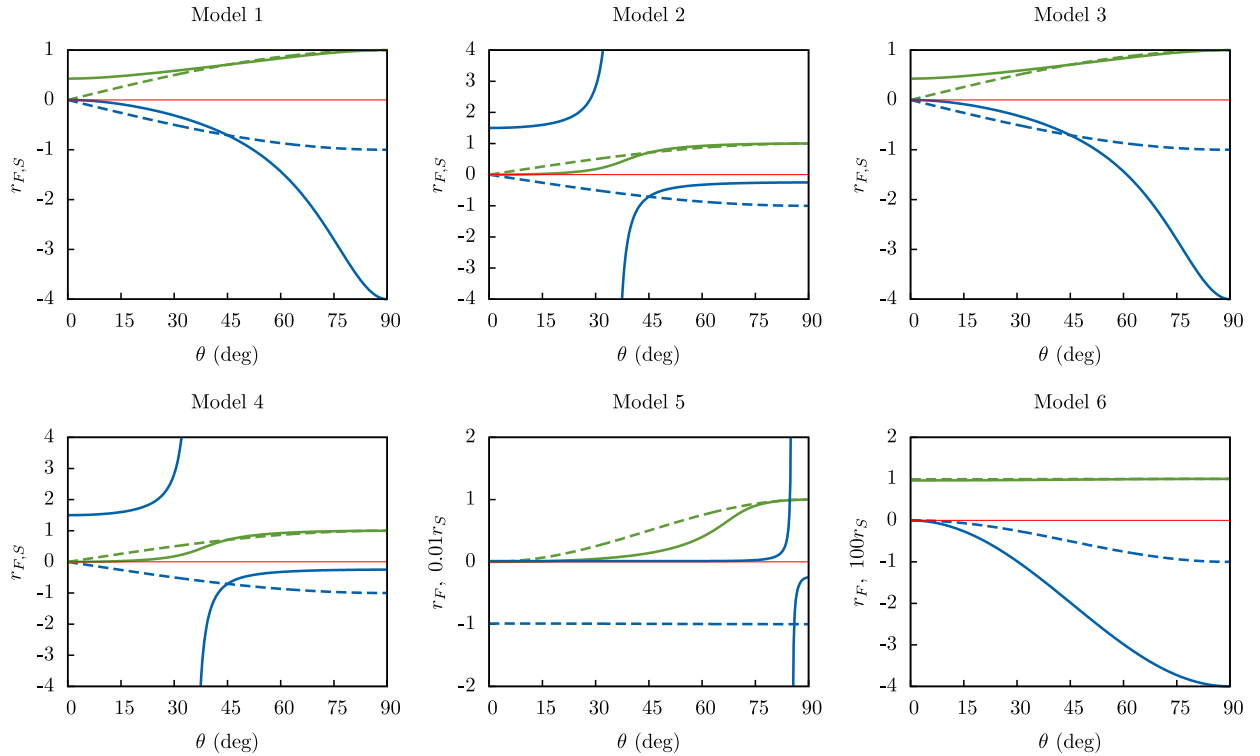 Model 1 Model 2 Model 3
1 4 1
3
0 0
2
-1 1 -1
r_{F,S} r_{F,S} 0 r_{F,S}
-2 -1 -2
-2
-3 -3
-3
-4 -4 -4
0 15 30 45 60 75 90 0 15 30 45 60 75 90 0 15 30 45 60 75 90
θ (deg) θ (deg) θ (deg)
Model 4 Model 5 Model 6
4 2 2
3 1
2 1 0
1
r_{F,S} 0 r_F, 0.01r_S 0 r_F, 100r_S -1
-1
-2 -1 -2
-3 -3
-4 -2 -4
0 15 30 45 60 75 90 0 15 30 45 60 75 90 0 15 30 45 60 75 90
θ (deg) θ (deg) θ (deg)